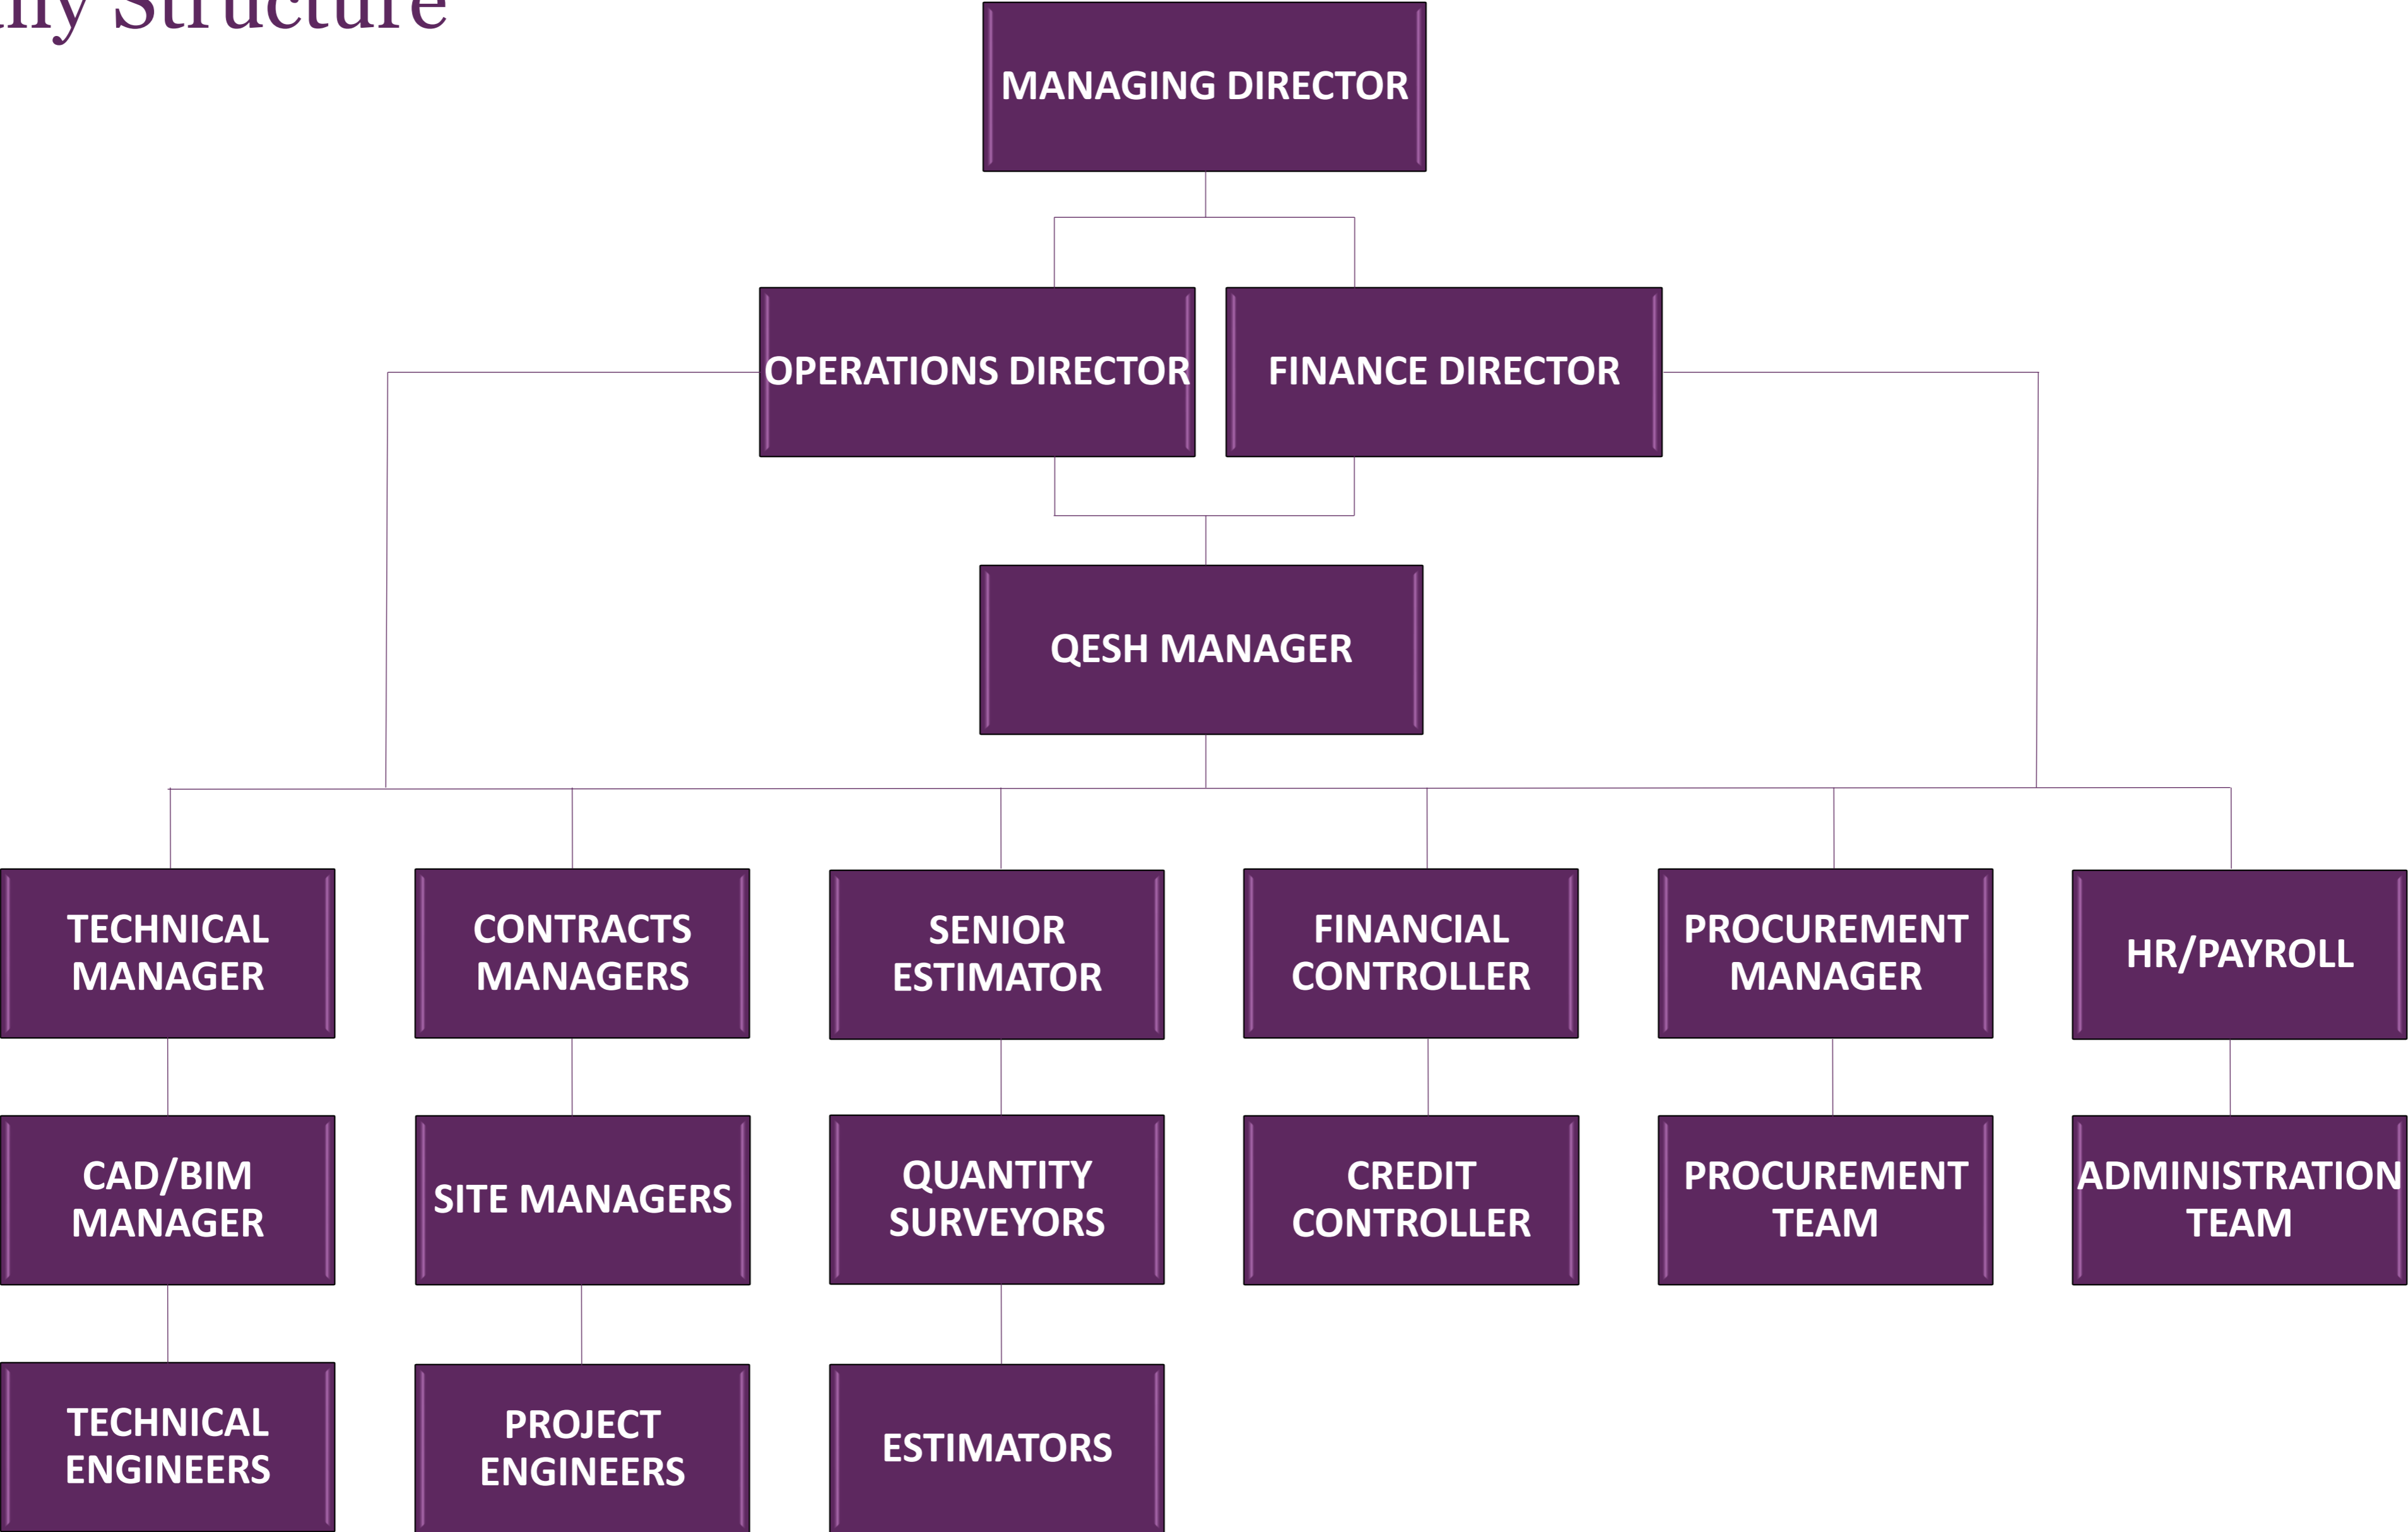 Structure
MANAGING DIRECTOR
OPERATIONS DIRECTOR
FINANCE DIRECTOR
QESH MANAGER
TECHNICAL
MANAGER
CONTRACTS
MANAGERS
SENIOR
ESTIMATOR
FINANCIAL
CONTROLLER
PROCUREMENT
MANAGER
HR/PAYROLL
CAD/BIM
MANAGER
SITE MANAGERS
QUANTITY
SURVEYORS
CREDIT
CONTROLLER
PROCUREMENT
TEAM
ADMINISTRATION
TEAM
TECHNICAL
ENGINEERS
PROJECT
ENGINEERS
ESTIMATORS